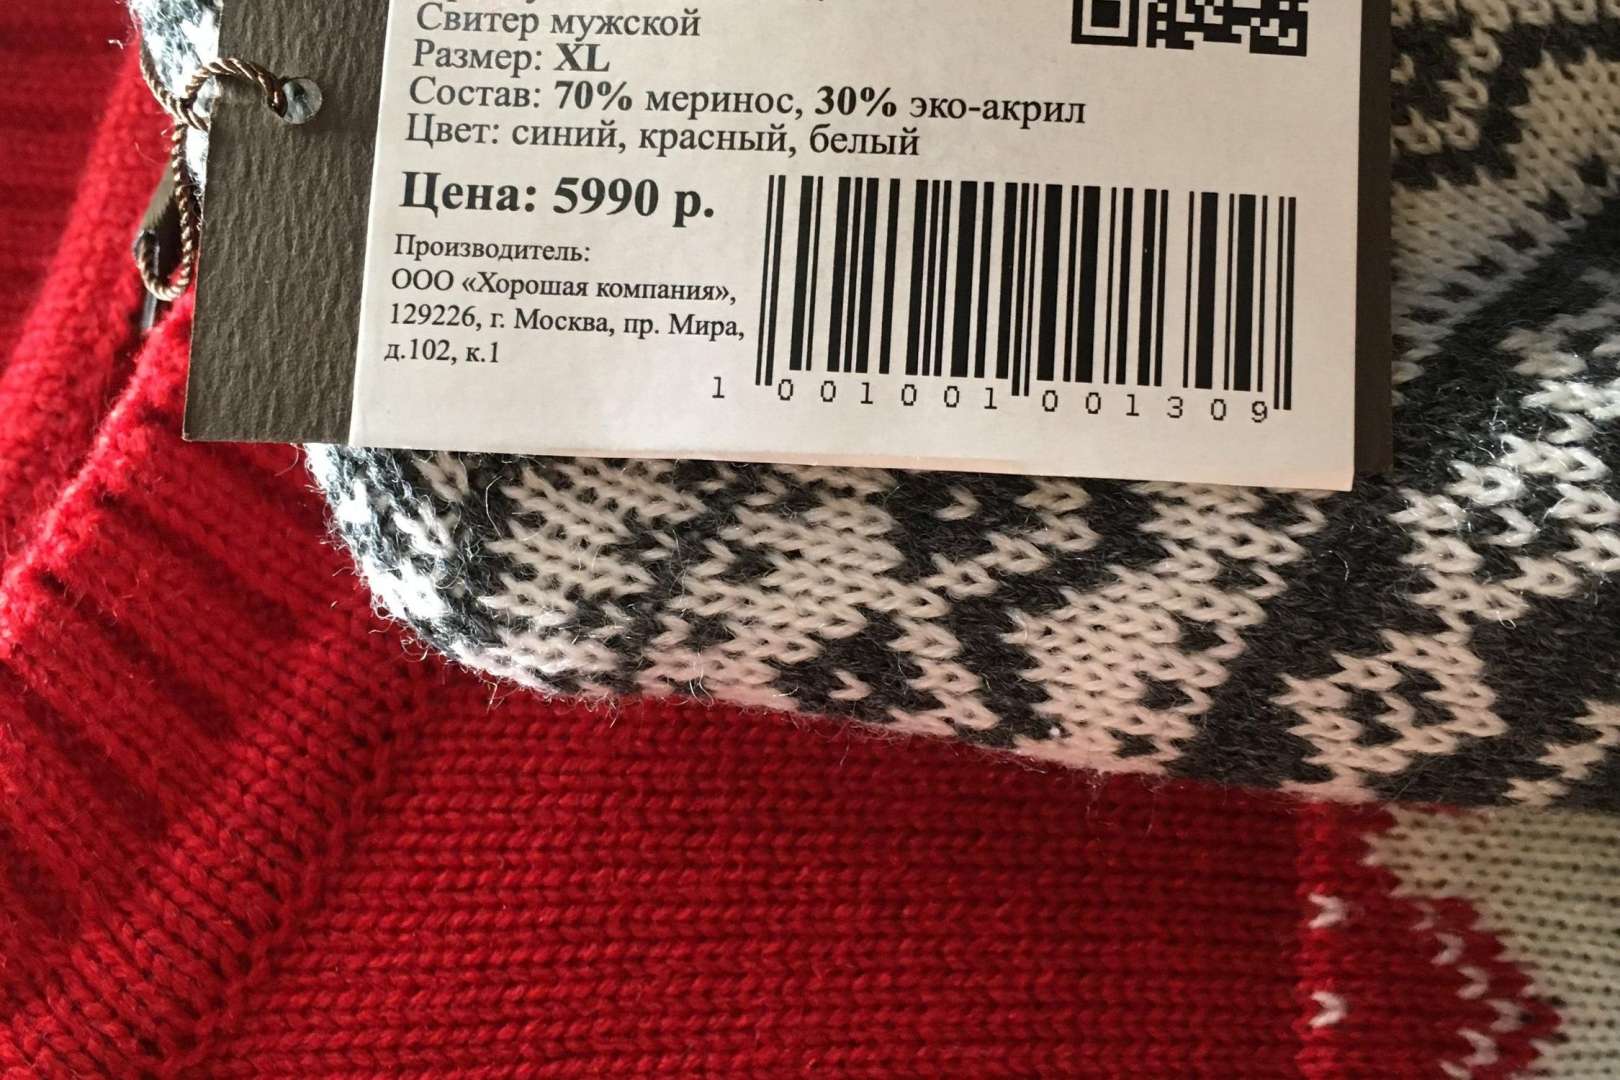 Свитер мужской
Размер: XL
Состав: 70% меринос, 30% эко-акрил
Цвет: синий, красный, белый
Цена: 5990 р.
Производитель:
ООО «Хорошая компания»,
129226, г. Москва, пр. Мира,
д.102, к.1
1 001001 001309